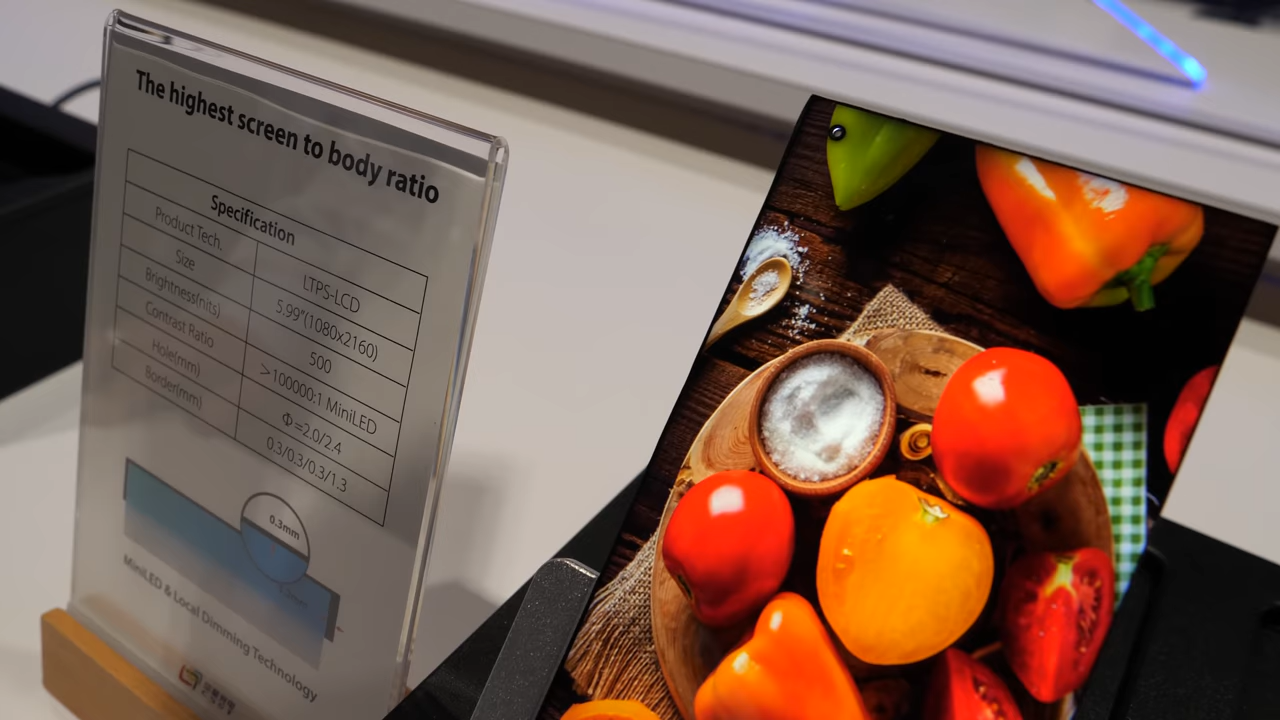 The highest screen to body ratio
Specification
Product Tech. LTPS-LCD
Size 5.99"(1080x2160)
Brightness(nits) 500
Contrast Ratio >100000:1 MiniLED
Hole(mm) Φ=2.0/2.4
Border(mm) 0.3/0.3/0.3/1.3
0.3mm
MiniLED & Local Dimming Technology